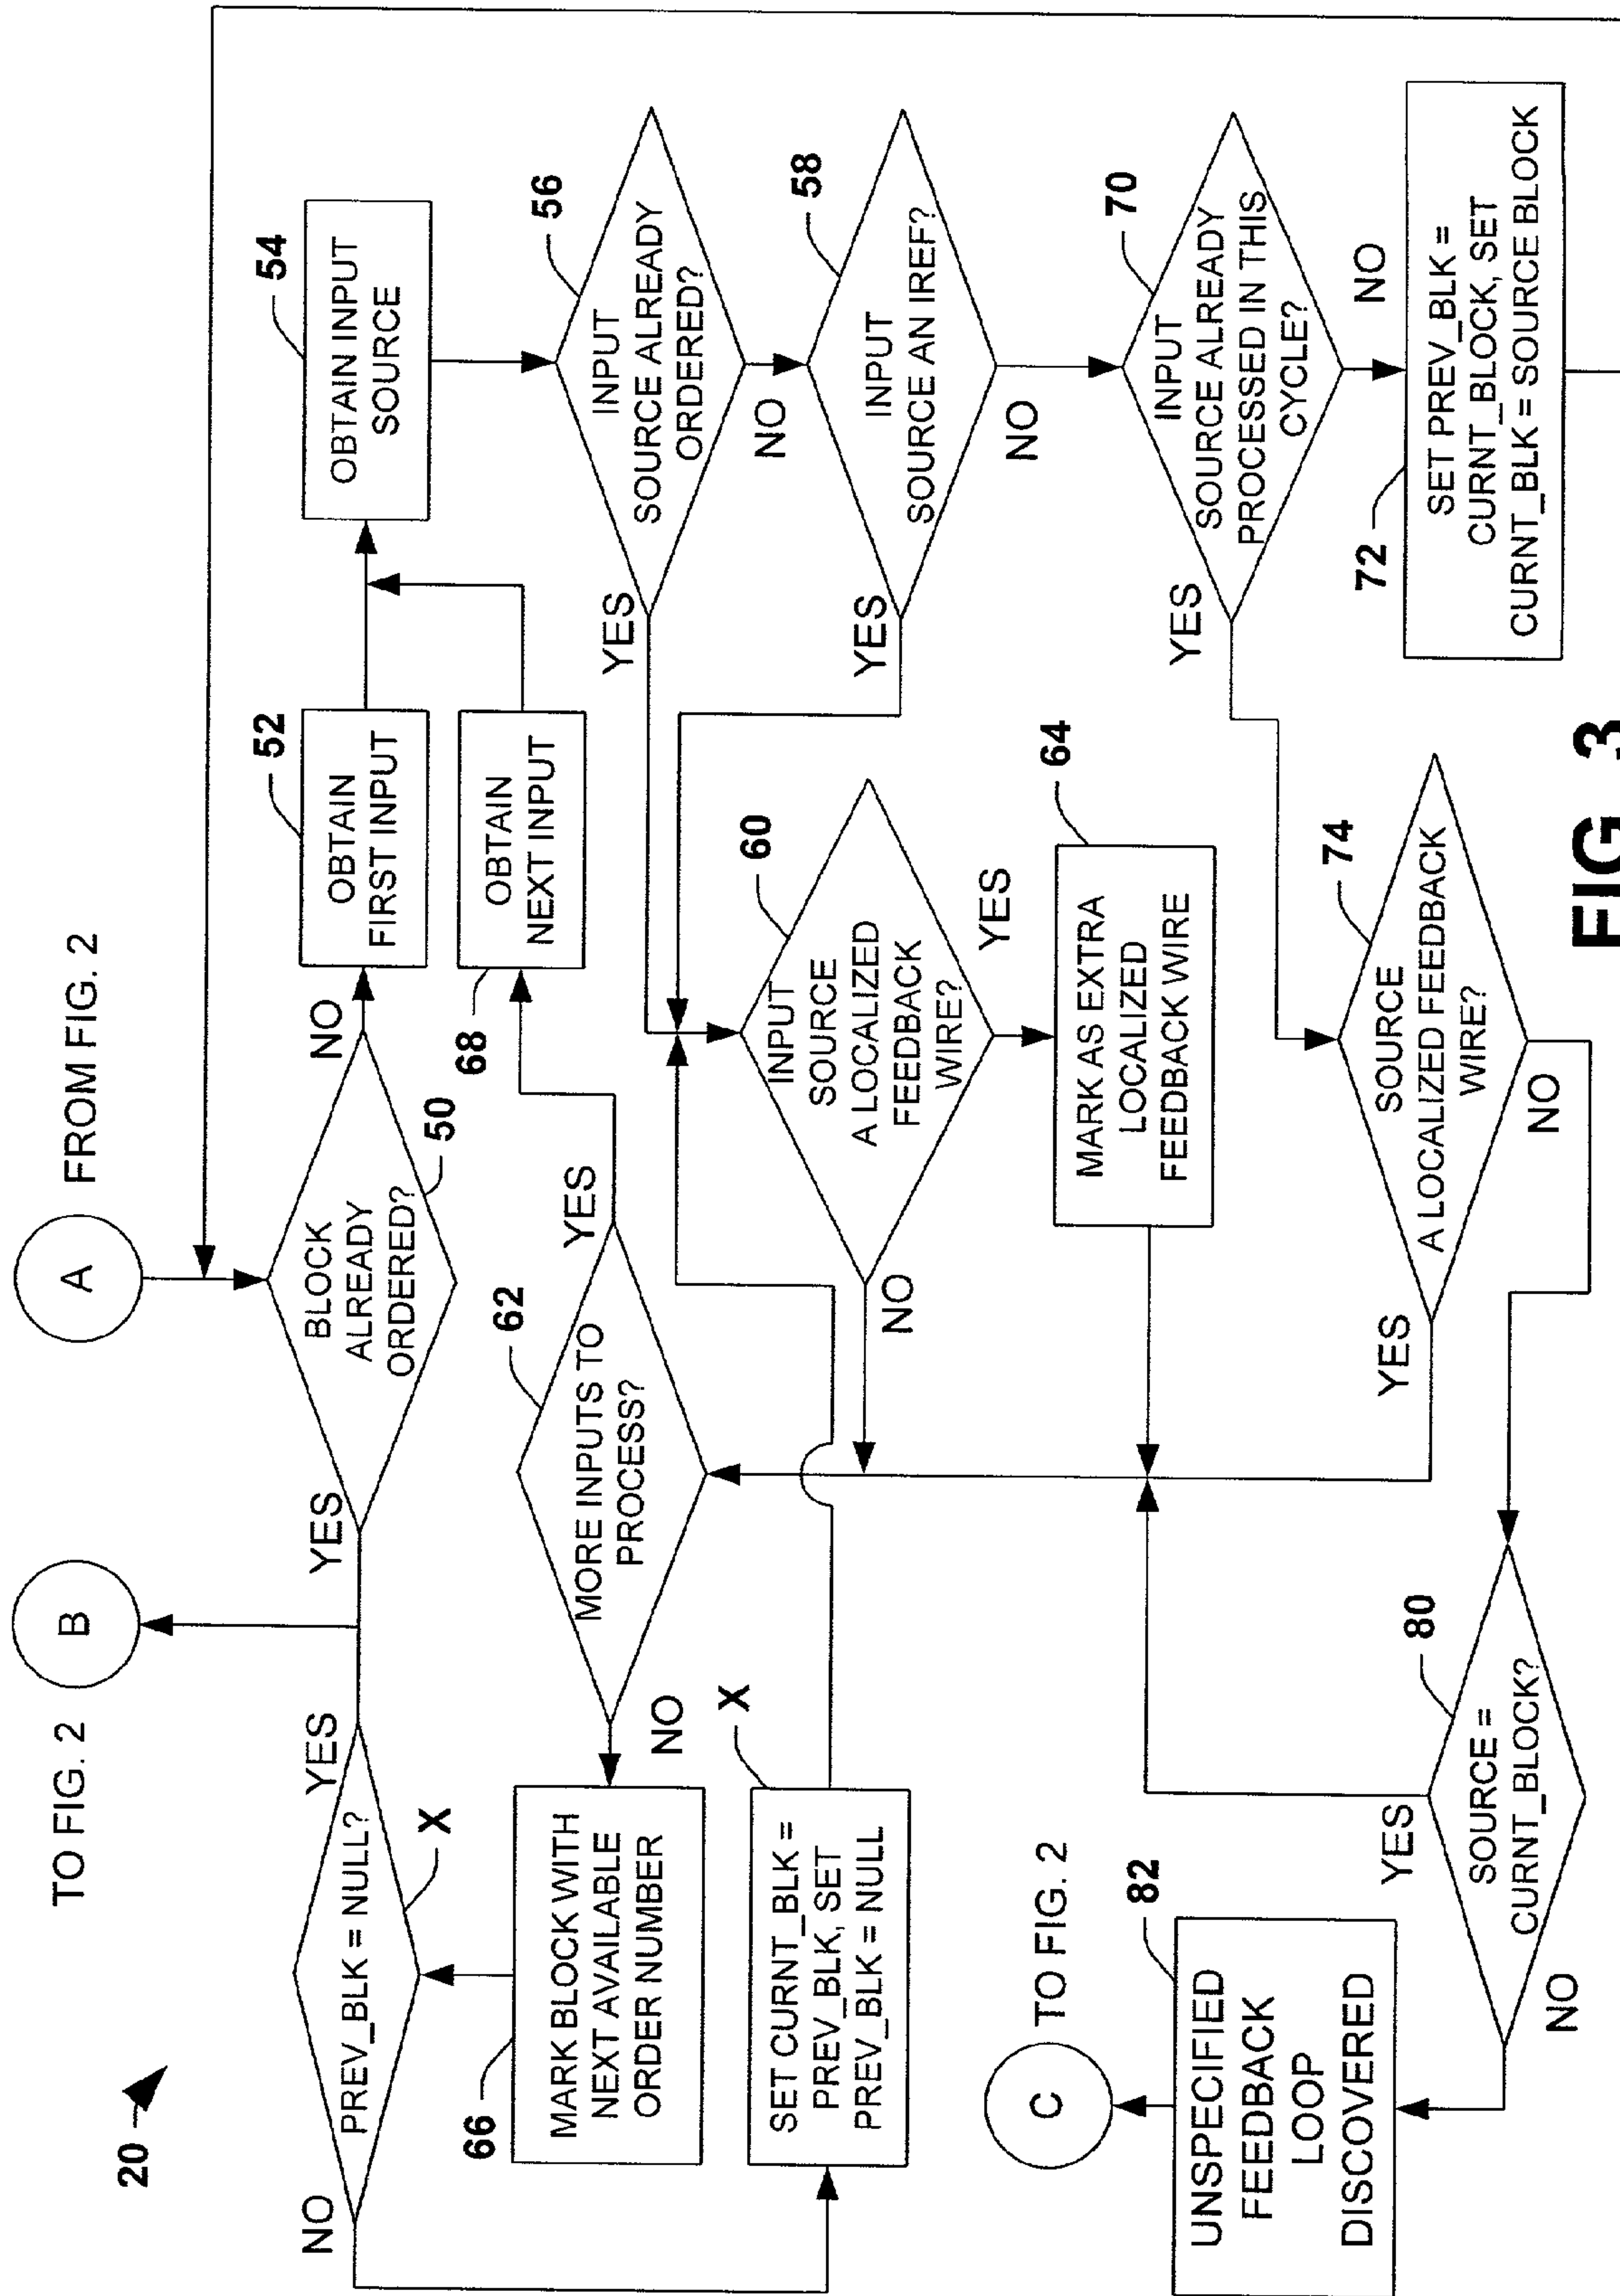 20
TO FIG. 2
B
A
FROM FIG. 2
NO
PREV_BLK = NULL?
X
YES
YES
BLOCK
ALREADY
ORDERED?
50
NO
OBTAIN
FIRST INPUT
52
OBTAIN INPUT
SOURCE
54
66
MARK BLOCK WITH
NEXT AVAILABLE
ORDER NUMBER
NO
MORE INPUTS TO
PROCESS?
62
YES
68
OBTAIN
NEXT INPUT
YES
INPUT
SOURCE ALREADY
ORDERED?
56
NO
SET CURNT_BLK =
PREV_BLK, SET
PREV_BLK = NULL
X
NO
INPUT
SOURCE
A LOCALIZED
FEEDBACK
WIRE?
60
YES
YES
INPUT
SOURCE AN IREF?
58
NO
C
TO FIG. 2
MARK AS EXTRA
LOCALIZED
FEEDBACK WIRE
64
YES
INPUT
SOURCE ALREADY
PROCESSED IN THIS
CYCLE?
70
NO
UNSPECIFIED
FEEDBACK
LOOP
DISCOVERED
82
YES
SOURCE =
CURNT_BLOCK?
80
NO
YES
SOURCE
A LOCALIZED FEEDBACK
WIRE?
74
NO
72
SET PREV_BLK =
CURNT_BLOCK, SET
CURNT_BLK = SOURCE BLOCK
FIG. 3